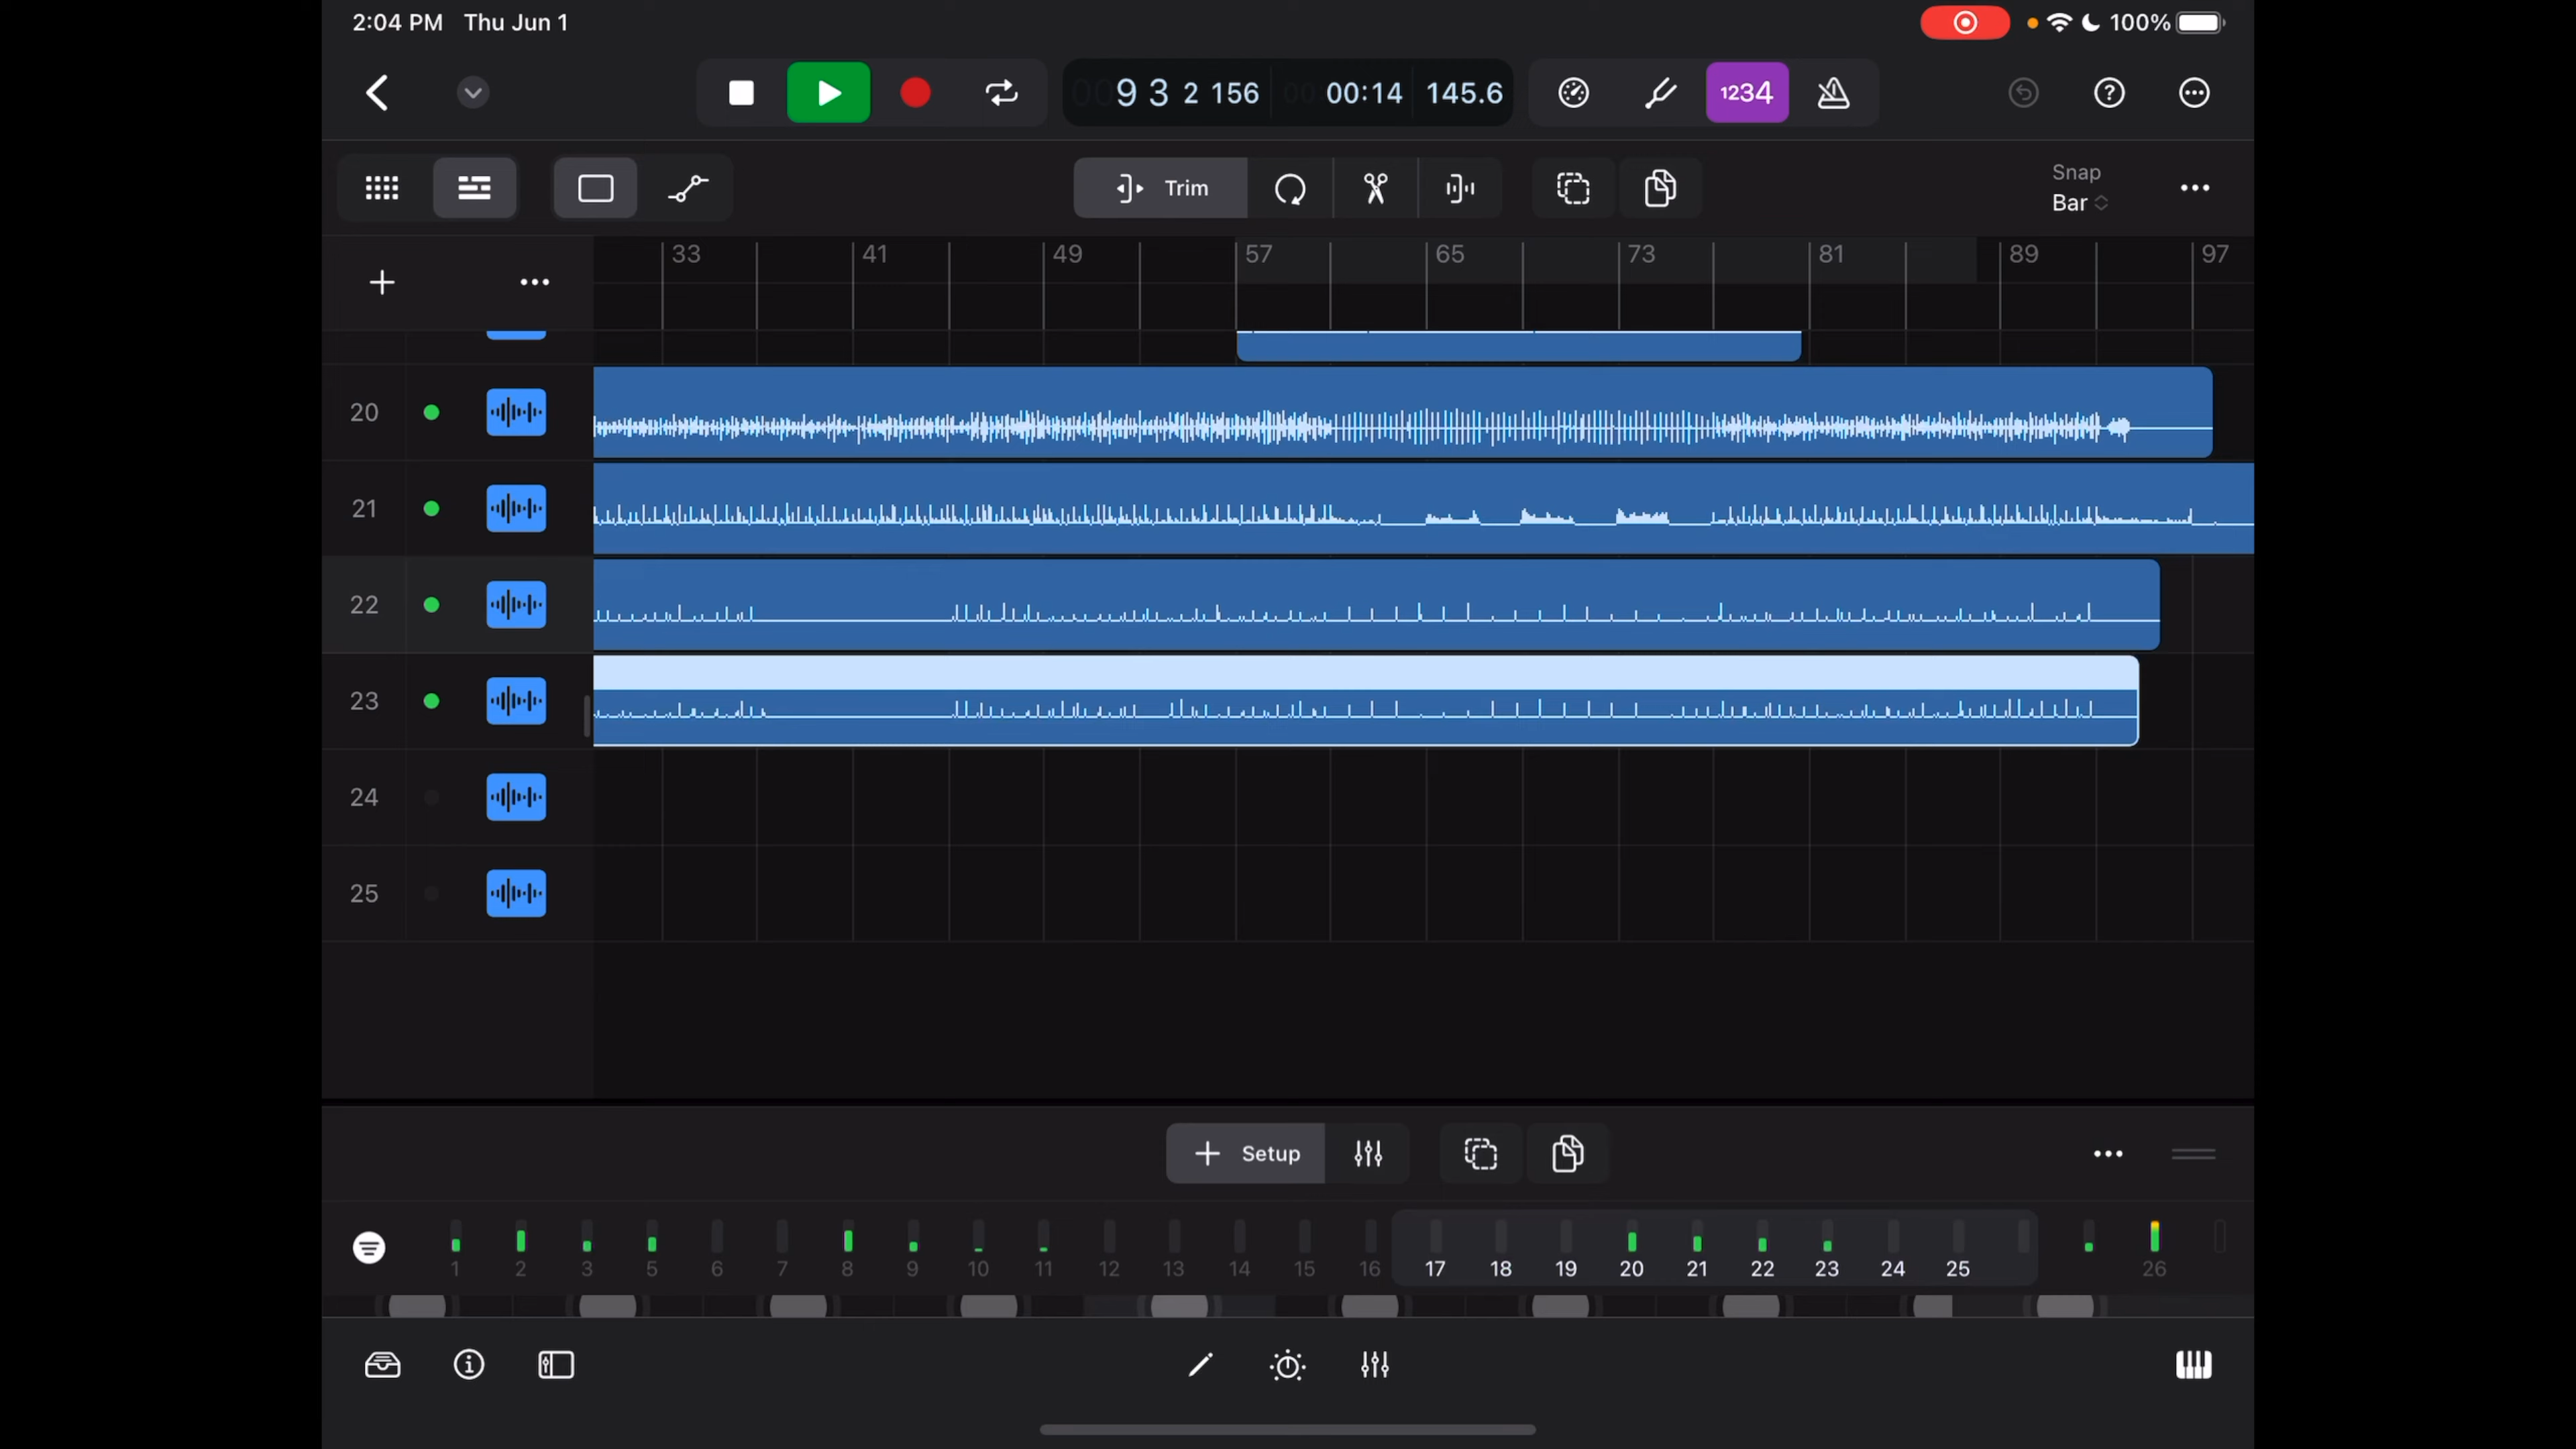 2:04 PM Thu Jun 1 100%
009 3 2 156 00 00:14 145.6 1234
Trim
Snap
Bar
33 41 49 57 65 73 81 89 97
20
21
22
23
24
25
Setup
1 2 3 5 6 7 8 9 10 11 12 13 14 15 16 17 18 19 20 21 22 23 24 25 26